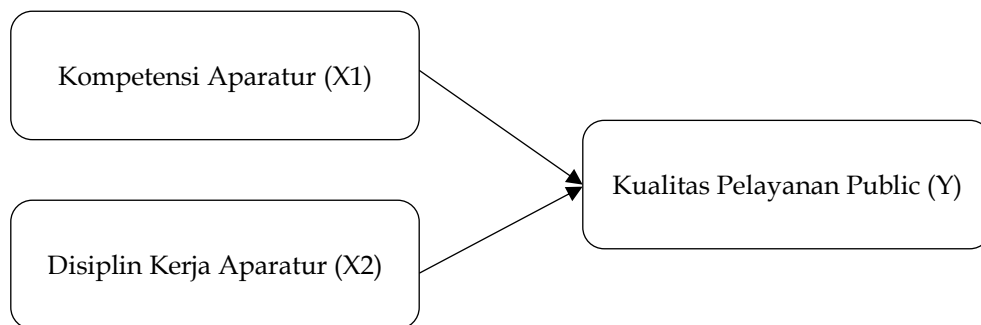 Kompetensi Aparatur (X1)
Kualitas Pelayanan Public (Y)
Disiplin Kerja Aparatur (X2)